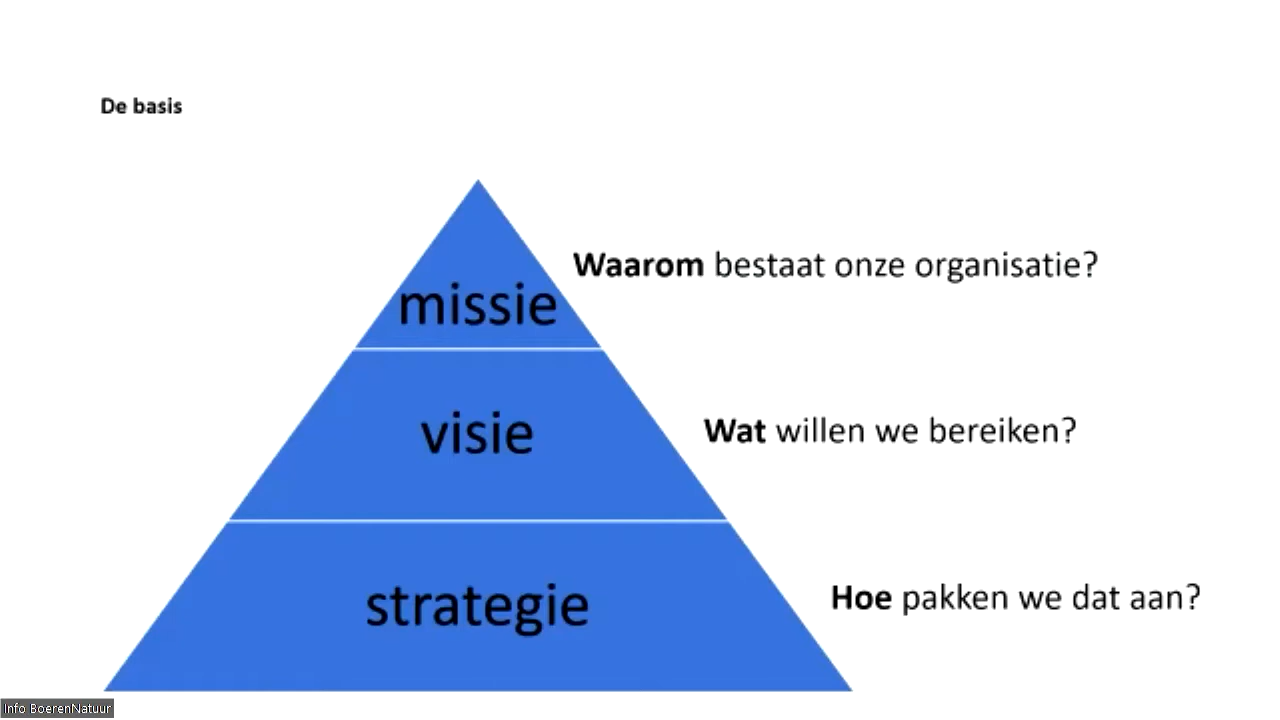 De basis
Waarom bestaat onze organisatie?
missie
Wat willen we bereiken?
visie
Hoe pakken we dat aan?
strategie
Info BoerenNatuur